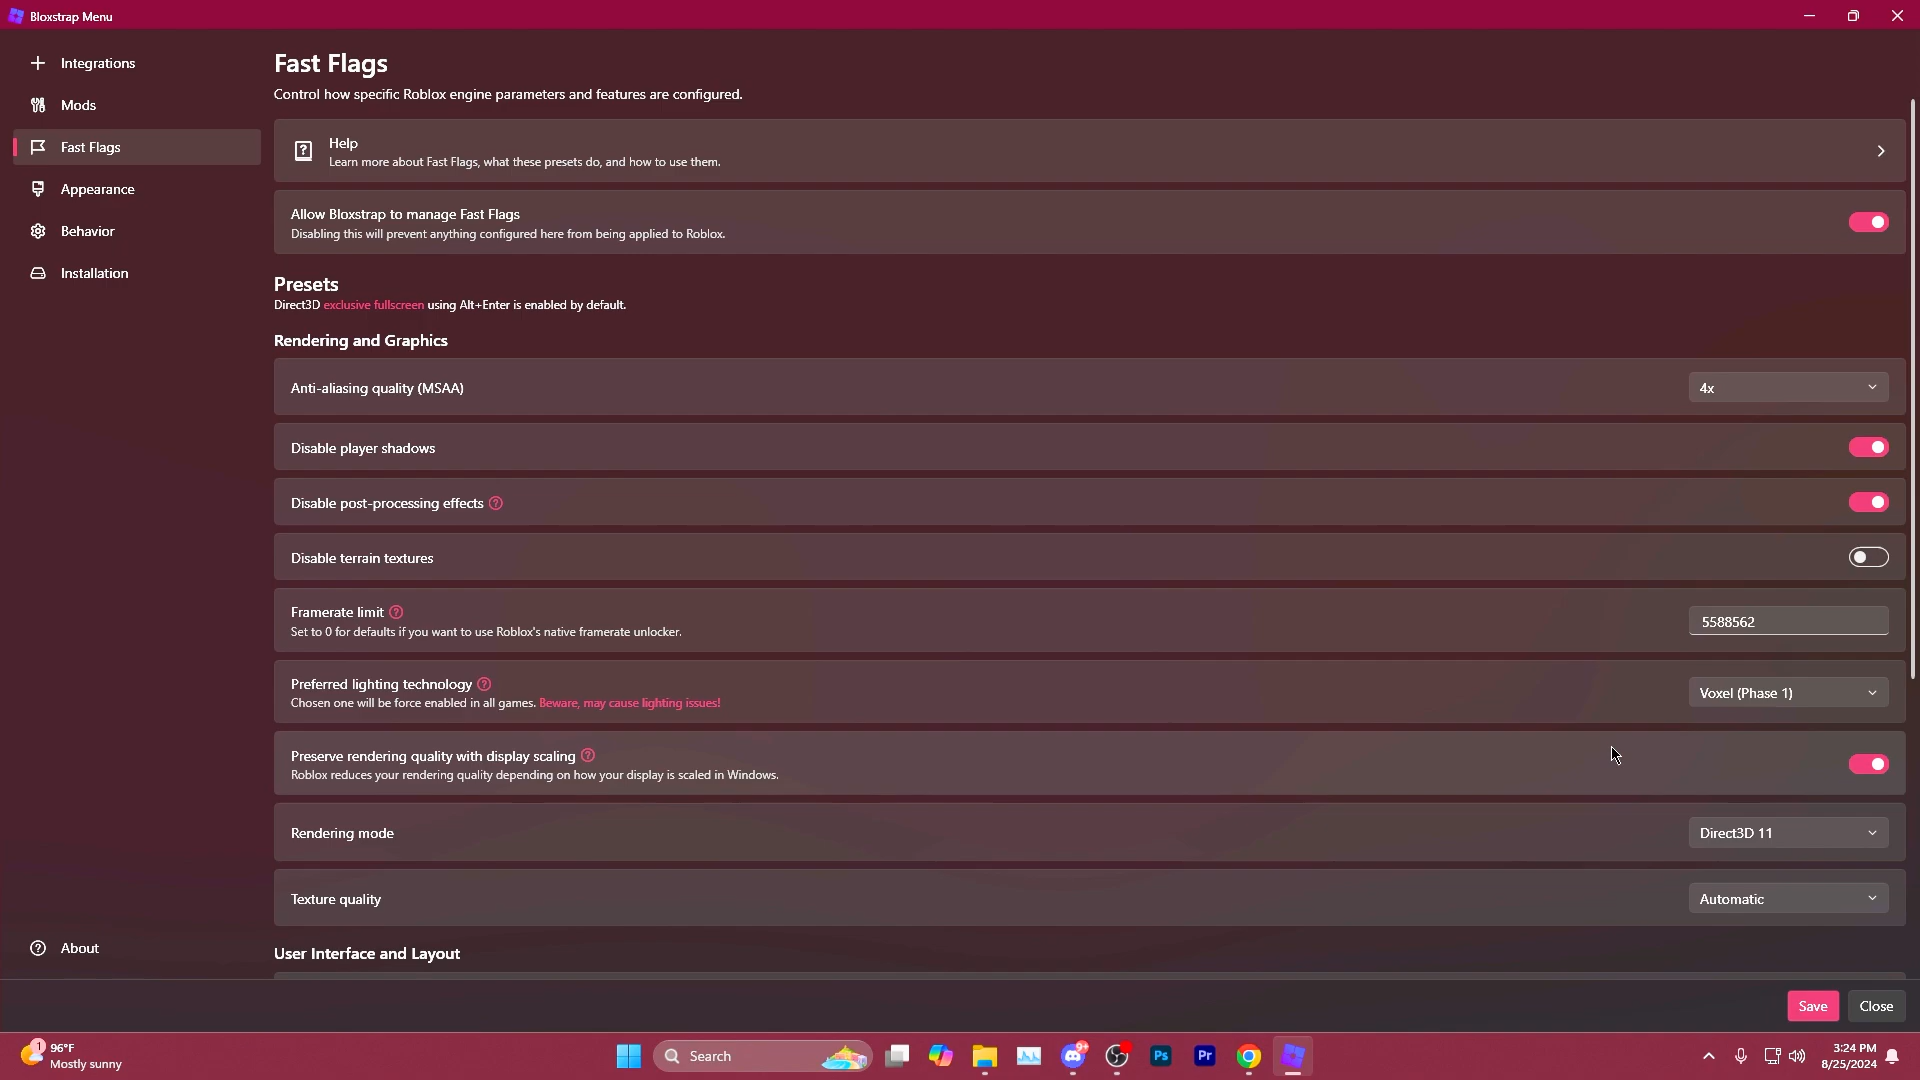 Bloxstrap Menu
Integrations
Mods
Fast Flags
Appearance
Behavior
Installation
About
Fast Flags
Control how specific Roblox engine parameters and features are configured.
Help
Learn more about Fast Flags, what these presets do, and how to use them.
Allow Bloxstrap to manage Fast Flags
Disabling this will prevent anything configured here from being applied to Roblox.
Presets
Direct3D exclusive fullscreen using Alt+Enter is enabled by default.
Rendering and Graphics
Anti-aliasing quality (MSAA)
4x
Disable player shadows
Disable post-processing effects
Disable terrain textures
Framerate limit
Set to 0 for defaults if you want to use Roblox's native framerate unlocker.
5588562
Preferred lighting technology
Chosen one will be force enabled in all games. Beware, may cause lighting issues!
Voxel (Phase 1)
Preserve rendering quality with display scaling
Roblox reduces your rendering quality depending on how your display is scaled in Windows.
Rendering mode
Direct3D 11
Texture quality
Automatic
User Interface and Layout
Save
Close
1
96°F
Mostly sunny
Search
9+
Ps
Pr
3:24 PM
8/25/2024